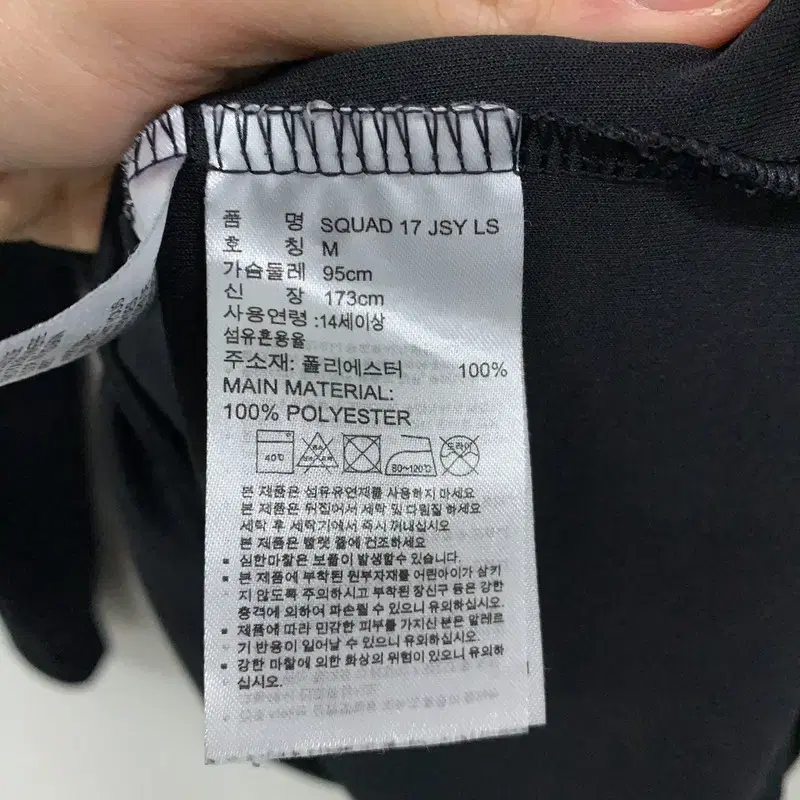 품 명 SQUAD 17 JSY LS
호 칭 M
가슴둘레 95cm
신 장 173cm
사용연령 :14세이상
섬유혼용율
주소재: 폴리에스터 100%
MAIN MATERIAL:
100% POLYESTER
40℃ 80~120℃ 드라이
본 제품은 섬유유연제를 사용하지 마세요
본 제품은 뒤집어서 세탁 및 다림질 하세요
세탁 후 세탁기에서 즉시 꺼내십시오
본 제품은 빨랫 줄에 건조하세요
▪ 심한마찰은 보풀이 발생할수 있습니다.
▪ 본 제품에 부착된 원부자재를 어린아이가 삼키
지 않도록 주의하시고 부착된 장신구 등은 강한
충격에 의하여 파손될 수 있으니 유의하십시오.
▪ 제품에 따라 민감한 피부를 가지신 분은 알레르
기 반응이 일어날 수 있으니 유의하십시오.
▪ 강한 마찰에 의한 화상의 위험이 있으니 유의하
십시오.